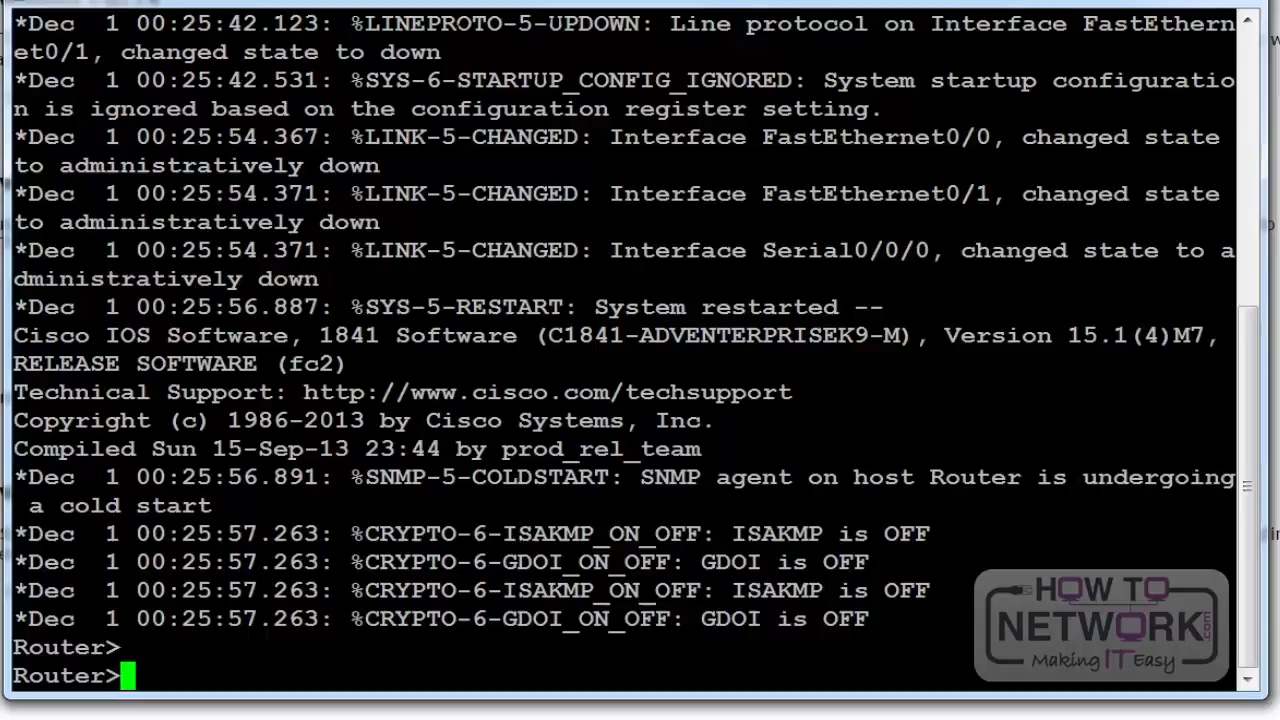 *Dec  1 00:25:42.123: %LINEPROTO-5-UPDOWN: Line protocol on Interface FastEthern
et0/1, changed state to down
*Dec  1 00:25:42.531: %SYS-6-STARTUP_CONFIG_IGNORED: System startup configuratio
n is ignored based on the configuration register setting.
*Dec  1 00:25:54.367: %LINK-5-CHANGED: Interface FastEthernet0/0, changed state
to administratively down
*Dec  1 00:25:54.371: %LINK-5-CHANGED: Interface FastEthernet0/1, changed state
to administratively down
*Dec  1 00:25:54.371: %LINK-5-CHANGED: Interface Serial0/0/0, changed state to a
dministratively down
*Dec  1 00:25:56.887: %SYS-5-RESTART: System restarted --
Cisco IOS Software, 1841 Software (C1841-ADVENTERPRISEK9-M), Version 15.1(4)M7,
RELEASE SOFTWARE (fc2)
Technical Support: http://www.cisco.com/techsupport
Copyright (c) 1986-2013 by Cisco Systems, Inc.
Compiled Sun 15-Sep-13 23:44 by prod_rel_team
*Dec  1 00:25:56.891: %SNMP-5-COLDSTART: SNMP agent on host Router is undergoing
 a cold start
*Dec  1 00:25:57.263: %CRYPTO-6-ISAKMP_ON_OFF: ISAKMP is OFF
*Dec  1 00:25:57.263: %CRYPTO-6-GDOI_ON_OFF: GDOI is OFF
*Dec  1 00:25:57.263: %CRYPTO-6-ISAKMP_ON_OFF: ISAKMP is OFF
*Dec  1 00:25:57.263: %CRYPTO-6-GDOI_ON_OFF: GDOI is OFF
Router>
Router>
HOW TO
NETWORK.com
Making IT Easy